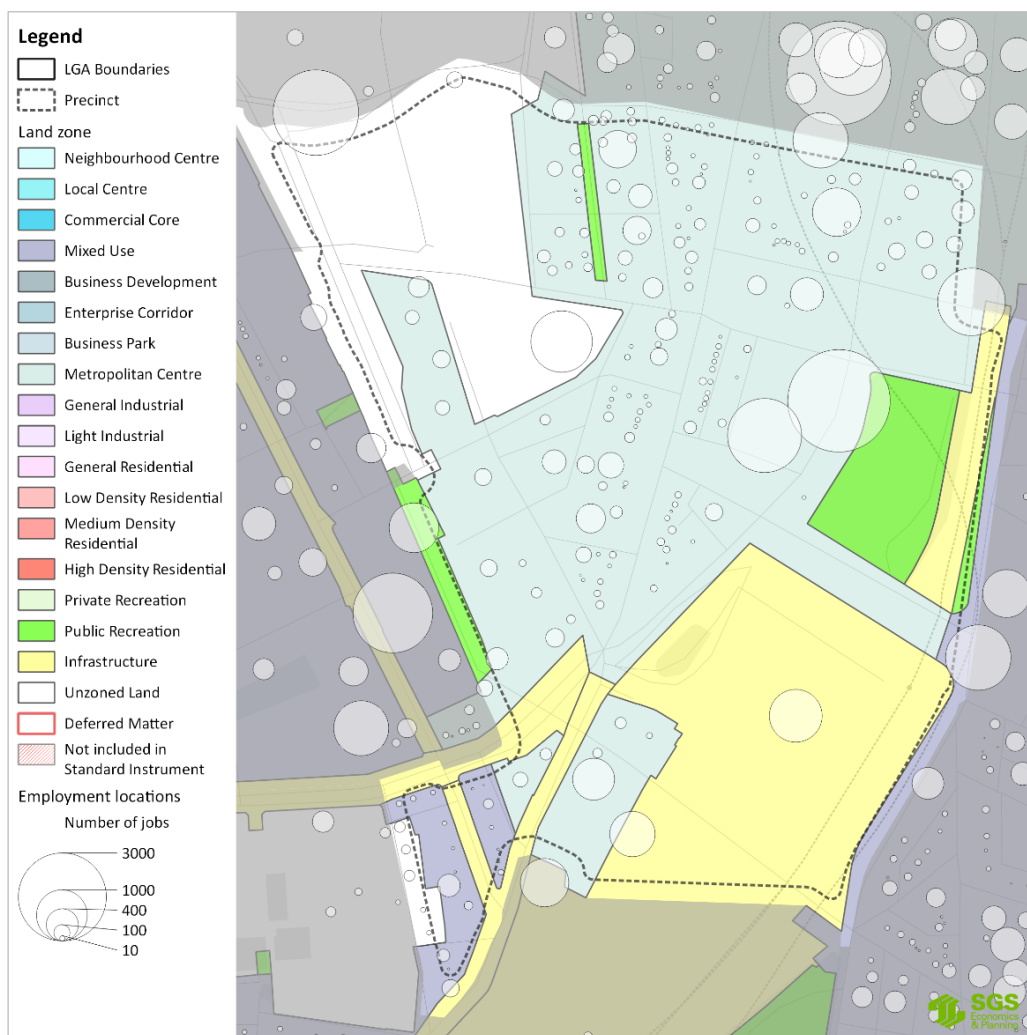 Legend
LGA Boundaries
Precinct
Land zone
Neighbourhood Centre
Local Centre
Commercial Core
Mixed Use
Business Development
Enterprise Corridor
Business Park
Metropolitan Centre
General Industrial
Light Industrial
General Residential
Low Density Residential
Medium Density
Residential
High Density Residential
Private Recreation
Public Recreation
Infrastructure
Unzoned Land
Deferred Matter
Not included in
Standard Instrument
Employment locations
Number of jobs
3000
1000
400
100
10
SGS
Economics
& Planning